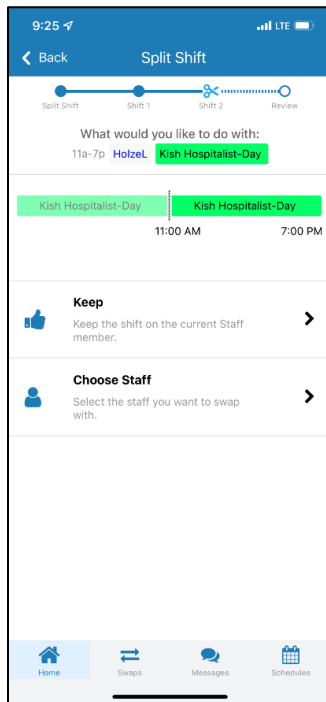 9:25 LTE
Back Split Shift
Split Shift Shift 1 Shift 2 Review
What would you like to do with:
11a-7p HolzeL Kish Hospitalist-Day
Kish Hospitalist-Day Kish Hospitalist-Day
11:00 AM 7:00 PM
Keep
Keep the shift on the current Staff
member.
Choose Staff
Select the staff you want to swap
with.
Home Swaps Messages Schedules